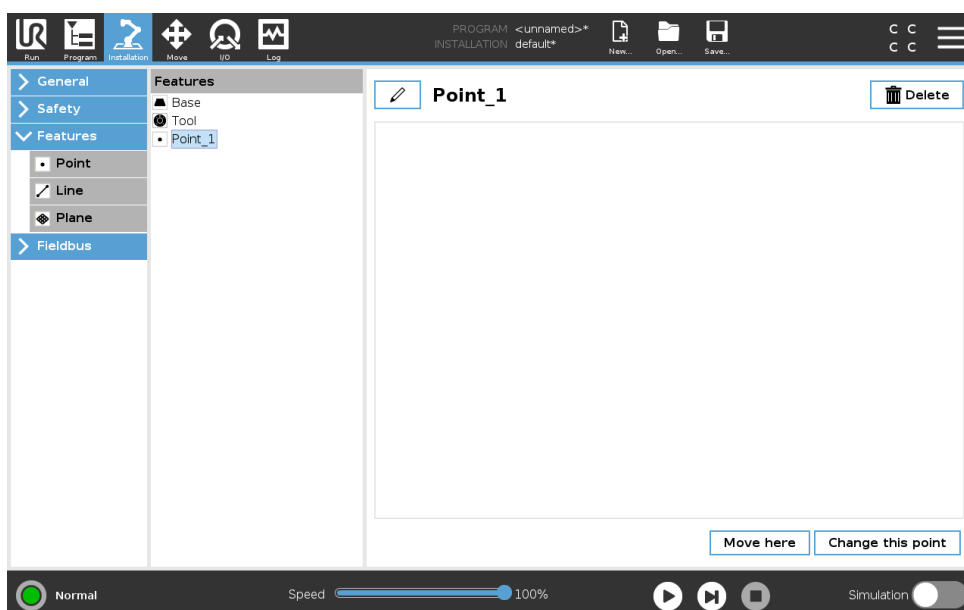 UR
PROGRAM <unnamed>*
INSTALLATION default*
C C
C C
Run Program Installation Move I/O Log New... Open... Save...
General
Safety
Features
Point
Line
Plane
Fieldbus
Features
Base
Tool
Point_1
Point_1
Delete
Move here Change this point
Normal Speed 100% Simulation